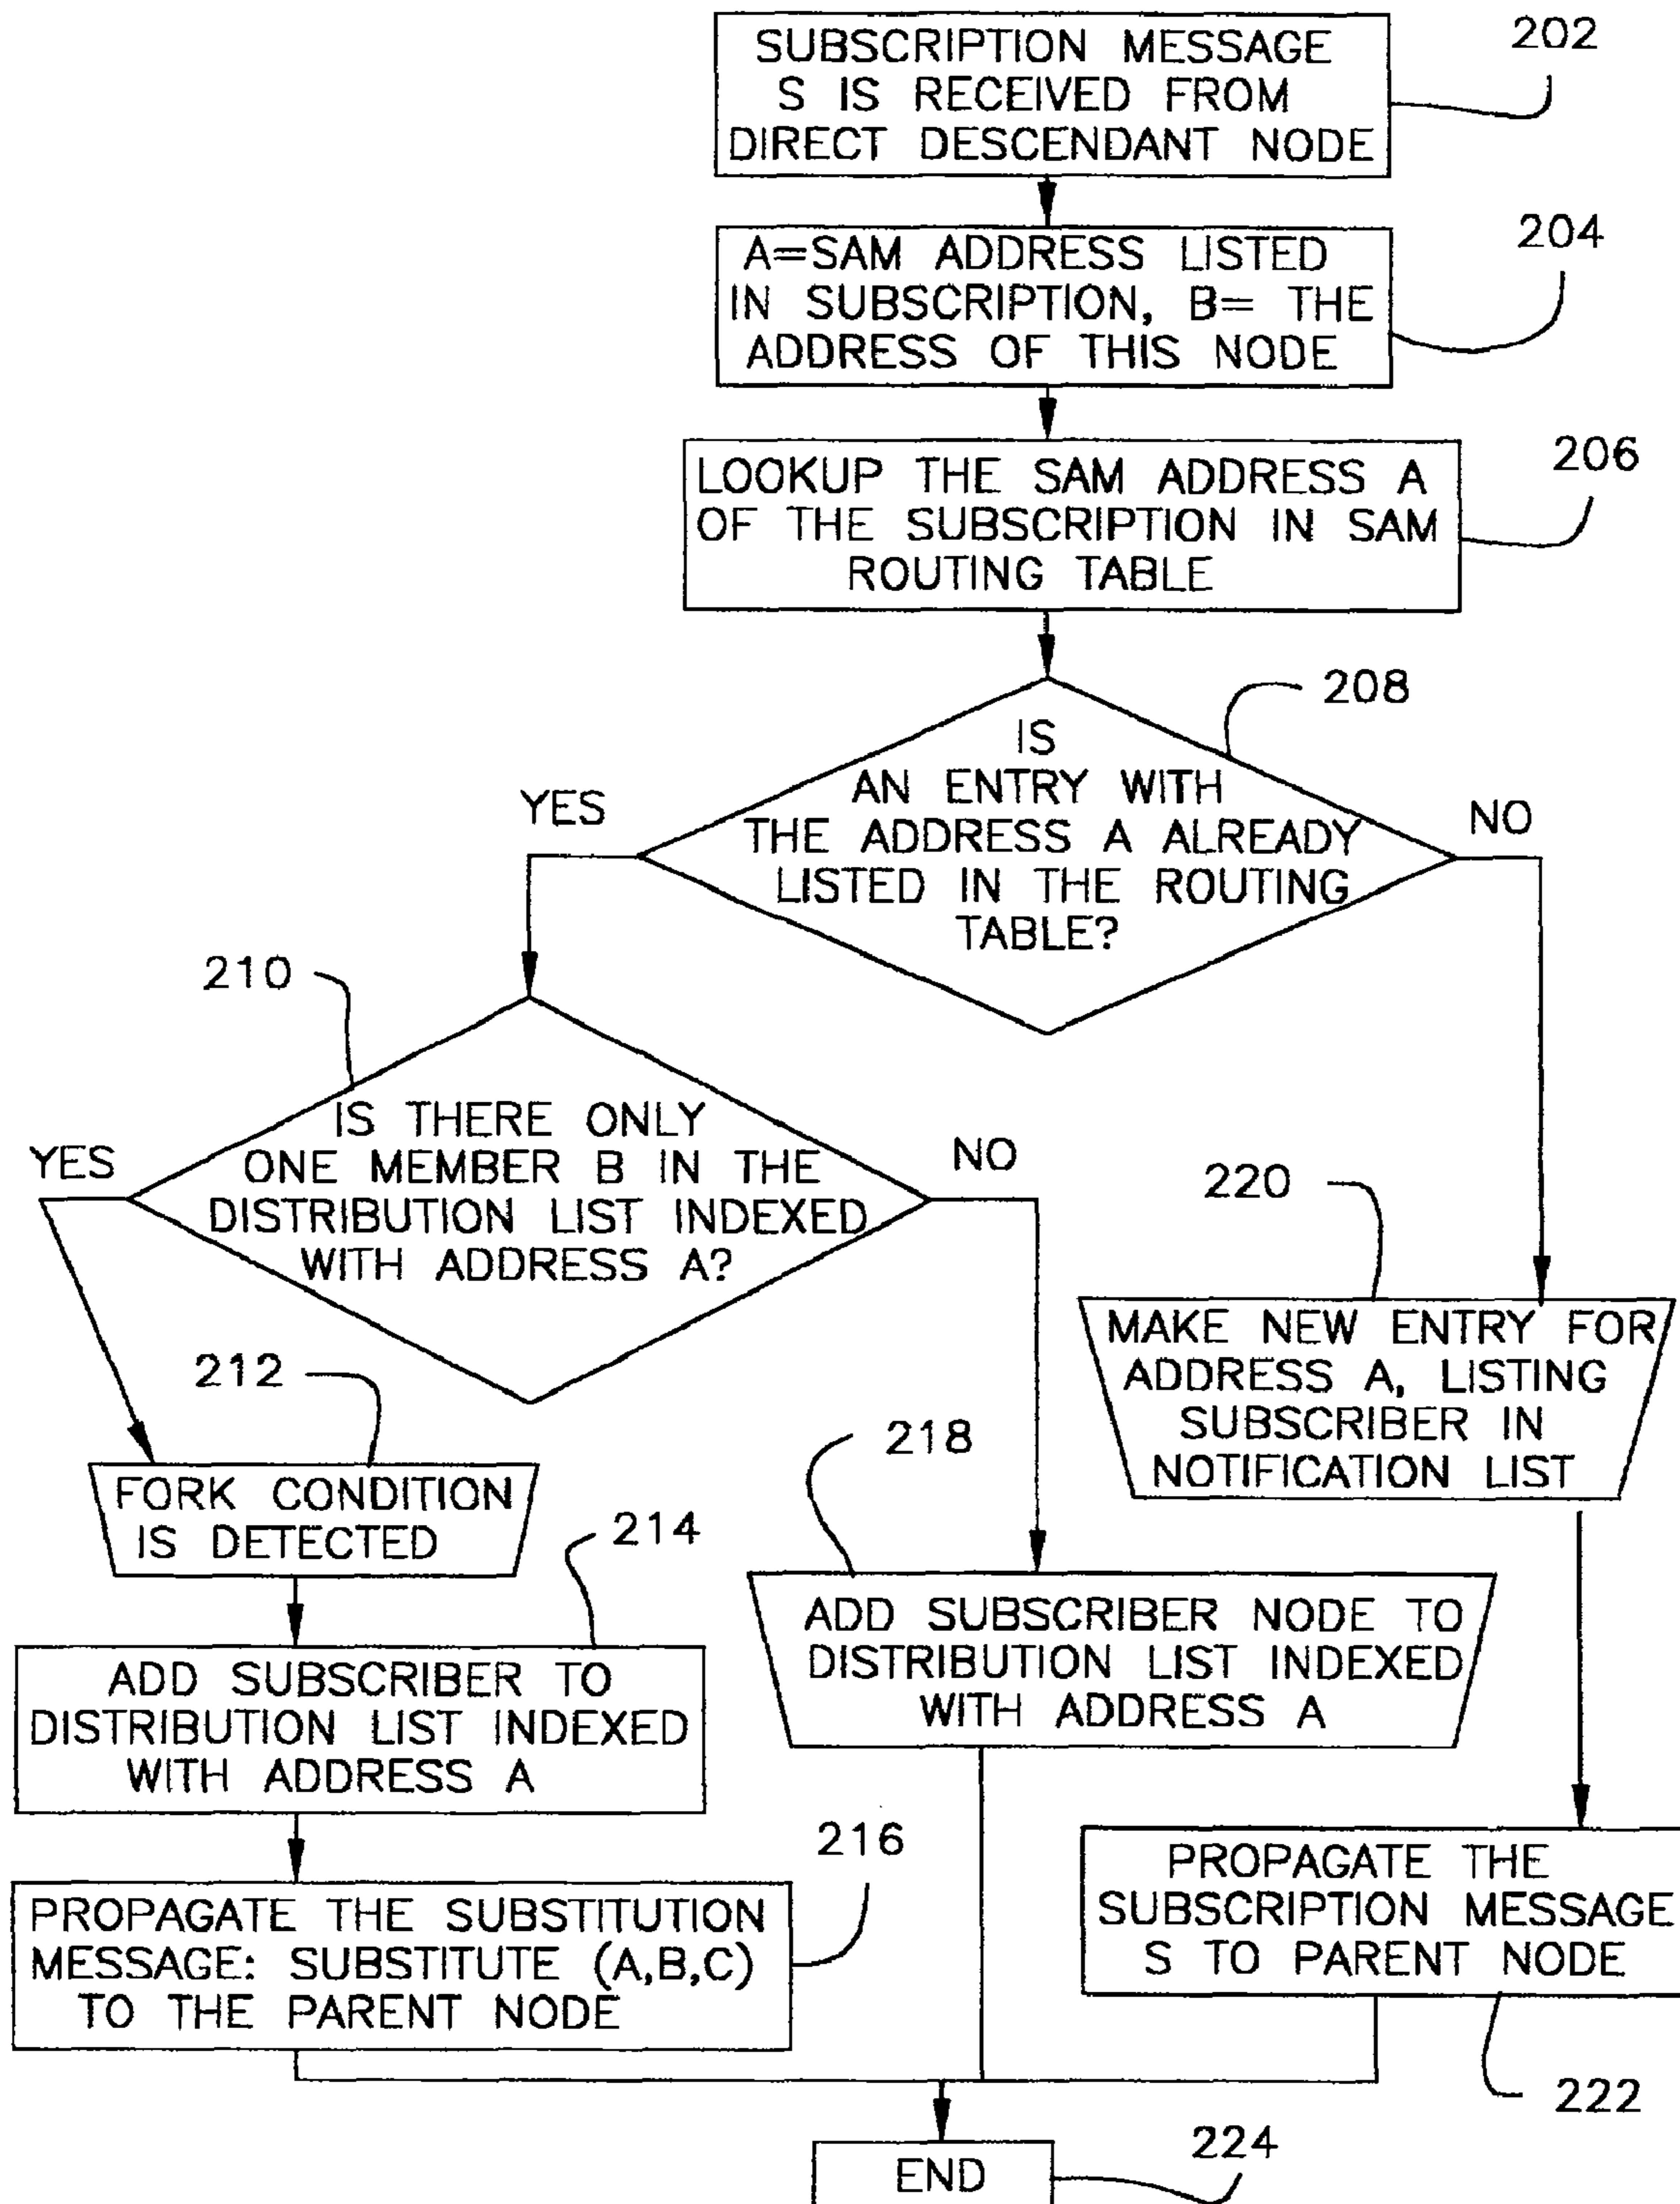 SUBSCRIPTION MESSAGE
S IS RECEIVED FROM
DIRECT DESCENDANT NODE
202
A=SAM ADDRESS LISTED
IN SUBSCRIPTION, B= THE
ADDRESS OF THIS NODE
204
LOOKUP THE SAM ADDRESS A
OF THE SUBSCRIPTION IN SAM
ROUTING TABLE
206
208
IS
AN ENTRY WITH
THE ADDRESS A ALREADY
LISTED IN THE ROUTING
TABLE?
YES
NO
210
IS THERE ONLY
ONE MEMBER B IN THE
DISTRIBUTION LIST INDEXED
WITH ADDRESS A?
YES
NO
220
MAKE NEW ENTRY FOR
ADDRESS A, LISTING
SUBSCRIBER IN
NOTIFICATION LIST
212
FORK CONDITION
IS DETECTED
218
ADD SUBSCRIBER NODE TO
DISTRIBUTION LIST INDEXED
WITH ADDRESS A
214
ADD SUBSCRIBER TO
DISTRIBUTION LIST INDEXED
WITH ADDRESS A
216
PROPAGATE THE SUBSTITUTION
MESSAGE: SUBSTITUTE (A,B,C)
TO THE PARENT NODE
PROPAGATE THE
SUBSCRIPTION MESSAGE
S TO PARENT NODE
222
END
224